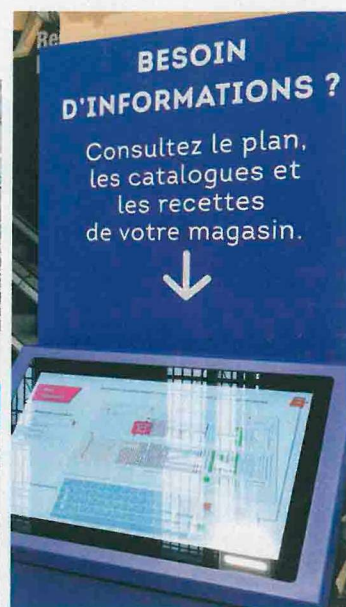 BESOIN
D'INFORMATIONS ?
Consultez le plan,
les catalogues et
les recettes
de votre magasin.